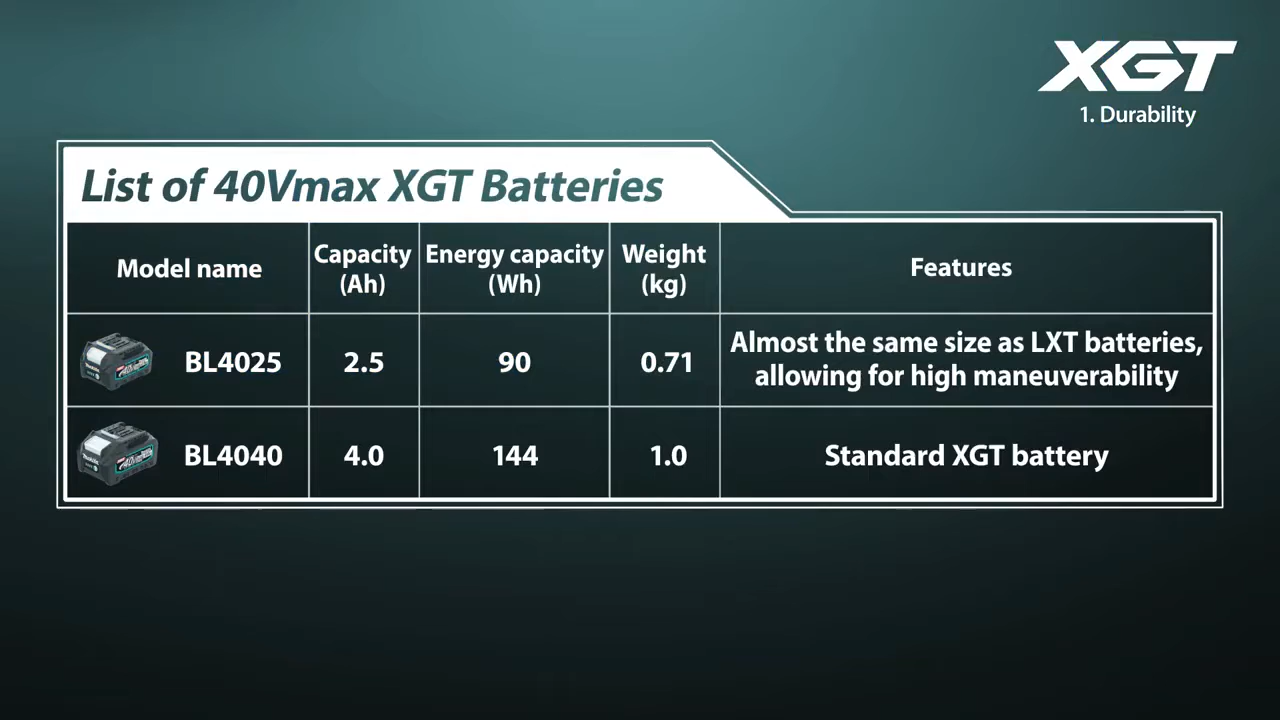 XGT
1. Durability
List of 40Vmax XGT Batteries
Model name
Capacity
(Ah)
Energy capacity
(Wh)
Weight
(kg)
Features
BL4025
2.5
90
0.71
Almost the same size as LXT batteries,
allowing for high maneuverability
BL4040
4.0
144
1.0
Standard XGT battery